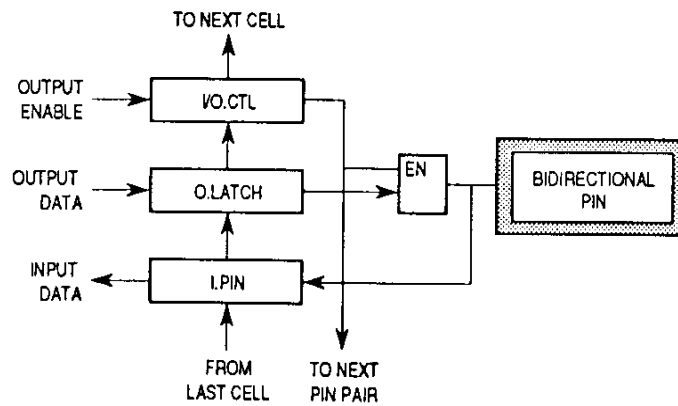 TO NEXT CELL
OUTPUT
ENABLE
I/O.CTL
EN
BIDIRECTIONAL
PIN
OUTPUT
DATA
O.LATCH
INPUT
DATA
I.PIN
FROM
LAST CELL
TO NEXT
PIN PAIR